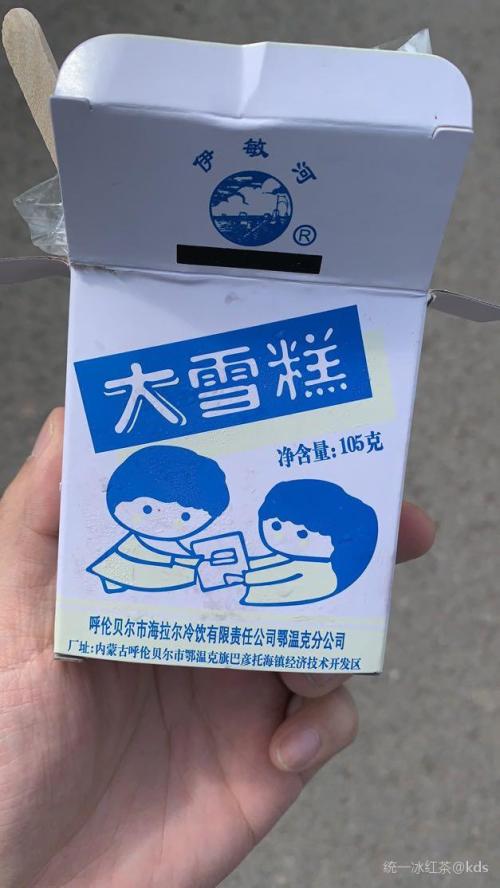 伊敏河
®
大雪糕
净含量:105克
呼伦贝尔市海拉尔冷饮有限责任公司鄂温克分公司
厂址:内蒙古呼伦贝尔市鄂温克旗巴彦托海镇经济技术开发区
统一冰红茶@kds